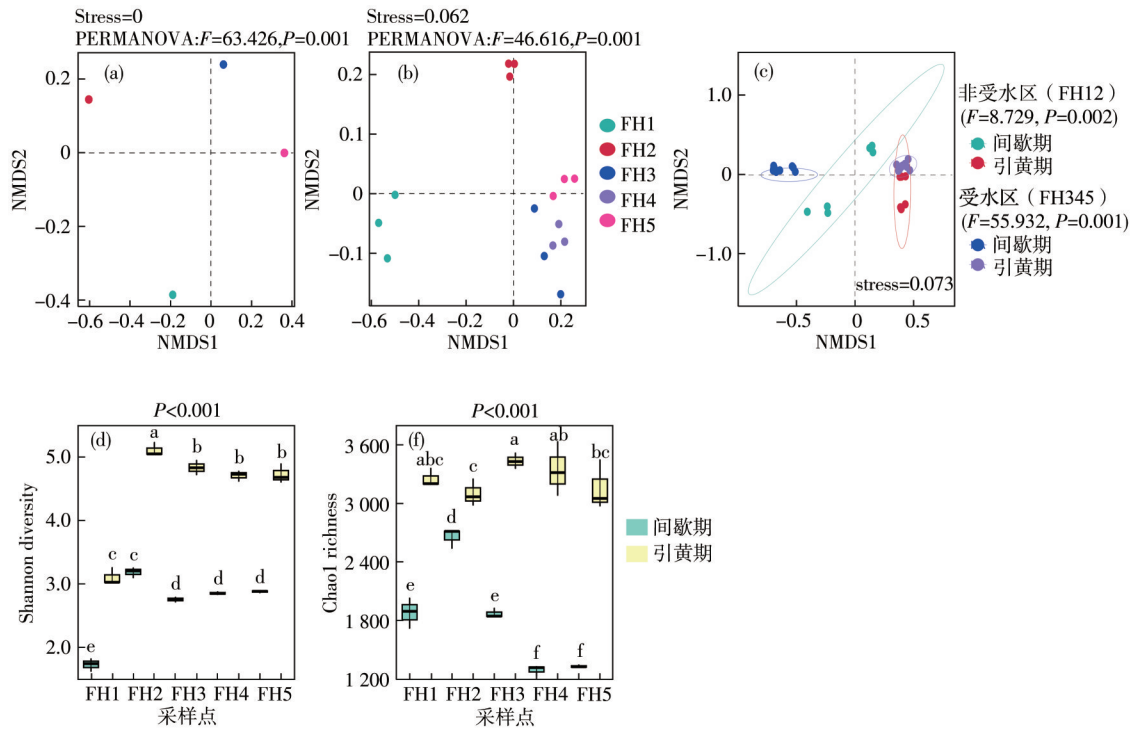 Stress=0
PERMANOVA:F=63.426,P=0.001
(a)
0.2
0
−0.2
−0.4
NMDS2
−0.6 −0.4 −0.2 0 0.2 0.4
NMDS1
Stress=0.062
PERMANOVA:F=46.616,P=0.001
(b)
0.2
0.1
0
−0.1
NMDS2
−0.6 −0.4 −0.2 0 0.2
NMDS1
FH1
FH2
FH3
FH4
FH5
(c)
1.0
0
−1.0
NMDS2
stress=0.073
−0.5 0 0.5
NMDS1
非受水区（FH12）
(F=8.729, P=0.002)
间歇期
引黄期
受水区（FH345）
(F=55.932, P=0.001)
间歇期
引黄期
P<0.001
(d)
5.0
4.0
3.0
2.0
Shannon diversity
e c c a d b d b d b
FH1 FH2 FH3 FH4 FH5
采样点
P<0.001
(f)
3 600
3 000
2 400
1 800
1 200
Chao1 richness
e abc d c e a f ab f bc
FH1 FH2 FH3 FH4 FH5
采样点
间歇期
引黄期